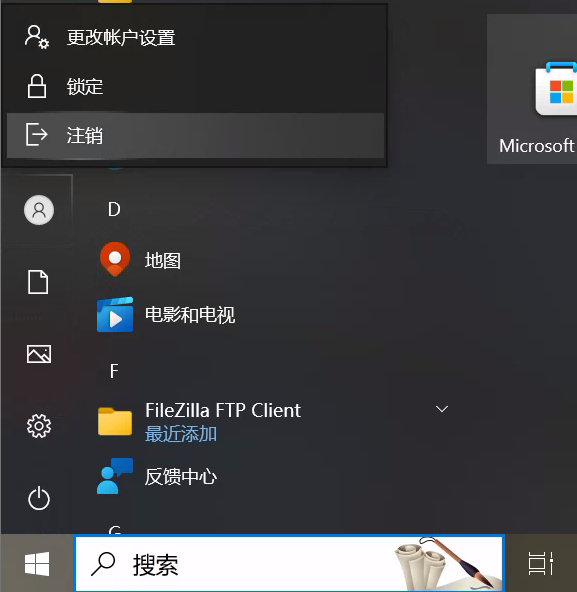 更改帐户设置
锁定
注销
Microsoft
D
地图
电影和电视
F
FileZilla FTP Client
最近添加
反馈中心
G
搜索